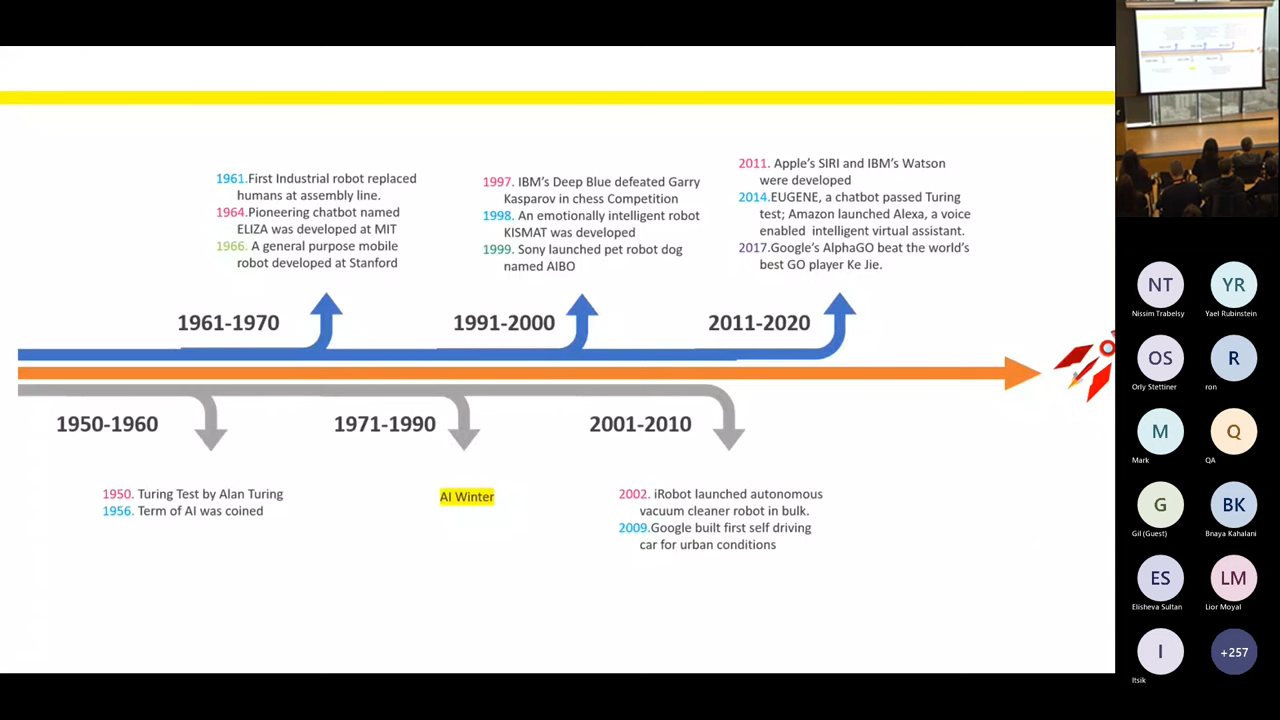 1961.First Industrial robot replaced
humans at assembly line.
1964.Pioneering chatbot named
ELIZA was developed at MIT
1966. A general purpose mobile
robot developed at Stanford
1997. IBM's Deep Blue defeated Garry
Kasparov in chess Competition
1998. An emotionally intelligent robot
KISMAT was developed
1999. Sony launched pet robot dog
named AIBO
2011. Apple's SIRI and IBM's Watson
were developed
2014.EUGENE, a chatbot passed Turing
test; Amazon launched Alexa, a voice
enabled intelligent virtual assistant.
2017.Google's AlphaGO beat the world's
best GO player Ke Jie.
1961-1970
1991-2000
2011-2020
1950-1960
1971-1990
2001-2010
1950. Turing Test by Alan Turing
1956. Term of AI was coined
AI Winter
2002. iRobot launched autonomous
vacuum cleaner robot in bulk.
2009.Google built first self driving
car for urban conditions
NT
Nissim Trabelsy
YR
Yael Rubinstein
OS
Orly Stettiner
R
ron
M
Mark
Q
QA
G
Gil (Guest)
BK
Bnaya Kahalani
ES
Elisheva Sultan
LM
Lior Moyal
I
Itsik
+257